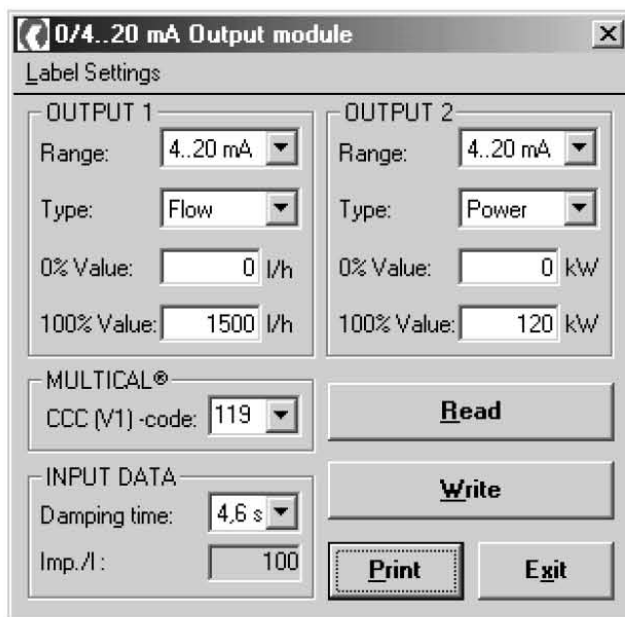 0/4..20 mA Output module
Label Settings
OUTPUT 1
Range: 4..20 mA
Type: Flow
0% Value: 0 l/h
100% Value: 1500 l/h
OUTPUT 2
Range: 4..20 mA
Type: Power
0% Value: 0 kW
100% Value: 120 kW
MULTICAL®
CCC (V1) -code: 119
INPUT DATA
Damping time: 4,6 s
Imp./l : 100
Read
Write
Print
Exit